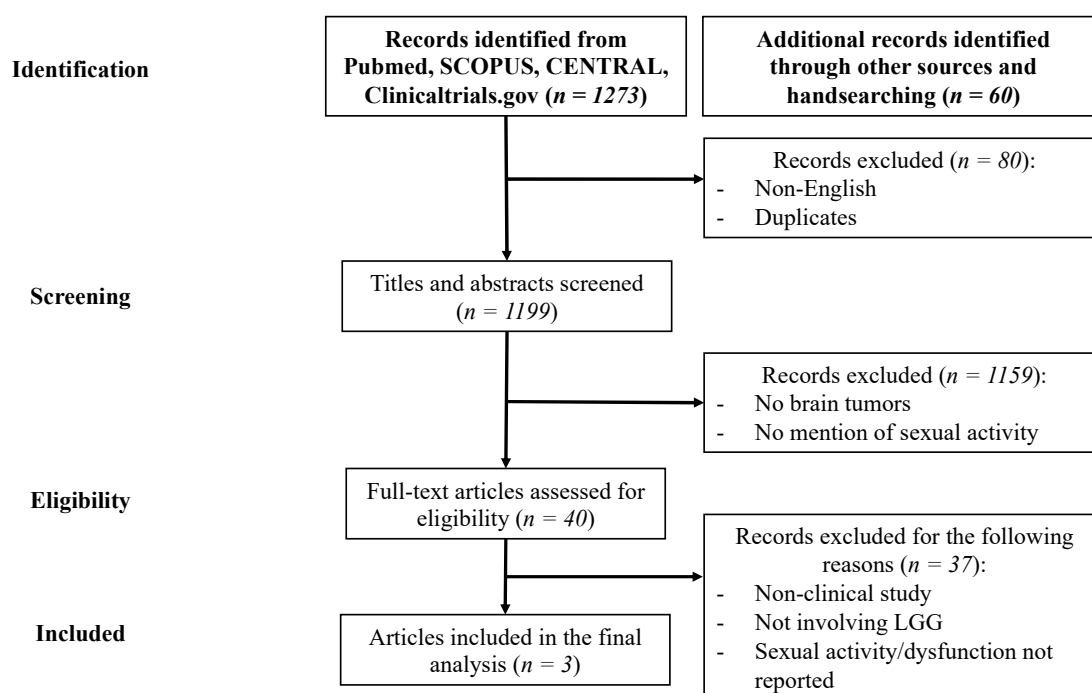 Identification
Records identified from
Pubmed, SCOPUS, CENTRAL,
Clinicaltrials.gov (n = 1273)
Additional records identified
through other sources and
handsearching (n = 60)
Records excluded (n = 80):
- Non-English
- Duplicates
Screening
Titles and abstracts screened
(n = 1199)
Records excluded (n = 1159):
- No brain tumors
- No mention of sexual activity
Eligibility
Full-text articles assessed for
eligibility (n = 40)
Records excluded for the following
reasons (n = 37):
- Non-clinical study
- Not involving LGG
- Sexual activity/dysfunction not
reported
Included
Articles included in the final
analysis (n = 3)